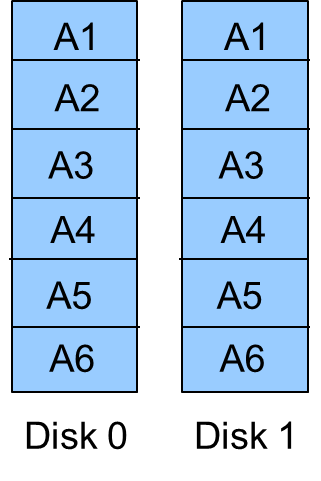 A1 A1
A2 A2
A3 A3
A4 A4
A5 A5
A6 A6
Disk 0 Disk 1